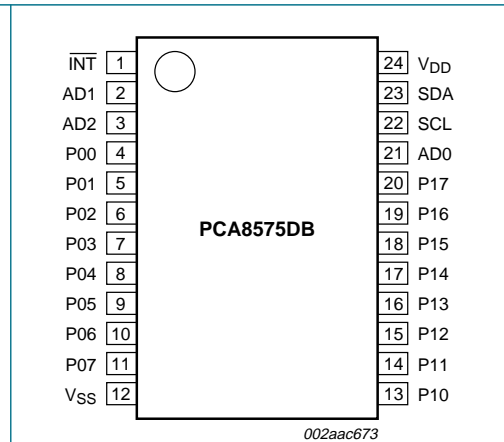 INT 1 24 VDD
AD1 2 23 SDA
AD2 3 22 SCL
P00 4 21 AD0
P01 5 20 P17
P02 6 19 P16
PCA8575DB
P03 7 18 P15
P04 8 17 P14
P05 9 16 P13
P06 10 15 P12
P07 11 14 P11
VSS 12 13 P10
002aac673